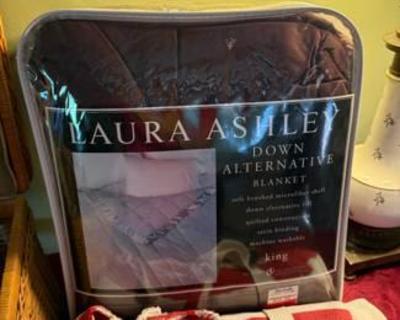 LAURA ASHLEY
DOWN
ALTERNATIVE
BLANKET
soft brushed microfiber shell
down alternative fill
quilted construction
satin binding
machine washable
king